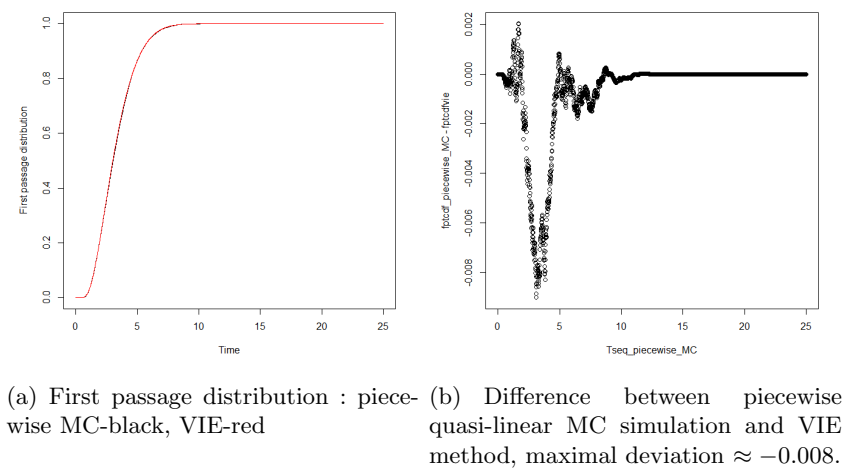 1.0
0.8
0.6
0.4
0.2
0.0
First passage distribution
0 5 10 15 20 25
Time
0.002
0.000
-0.002
-0.004
-0.006
-0.008
fptcdf_piecewise_MC - fptcdfvie
0 5 10 15 20 25
Tseq_piecewise_MC
(a) First passage distribution : piece-
wise MC-black, VIE-red
(b) Difference between piecewise
quasi-linear MC simulation and VIE
method, maximal deviation ≈ −0.008.